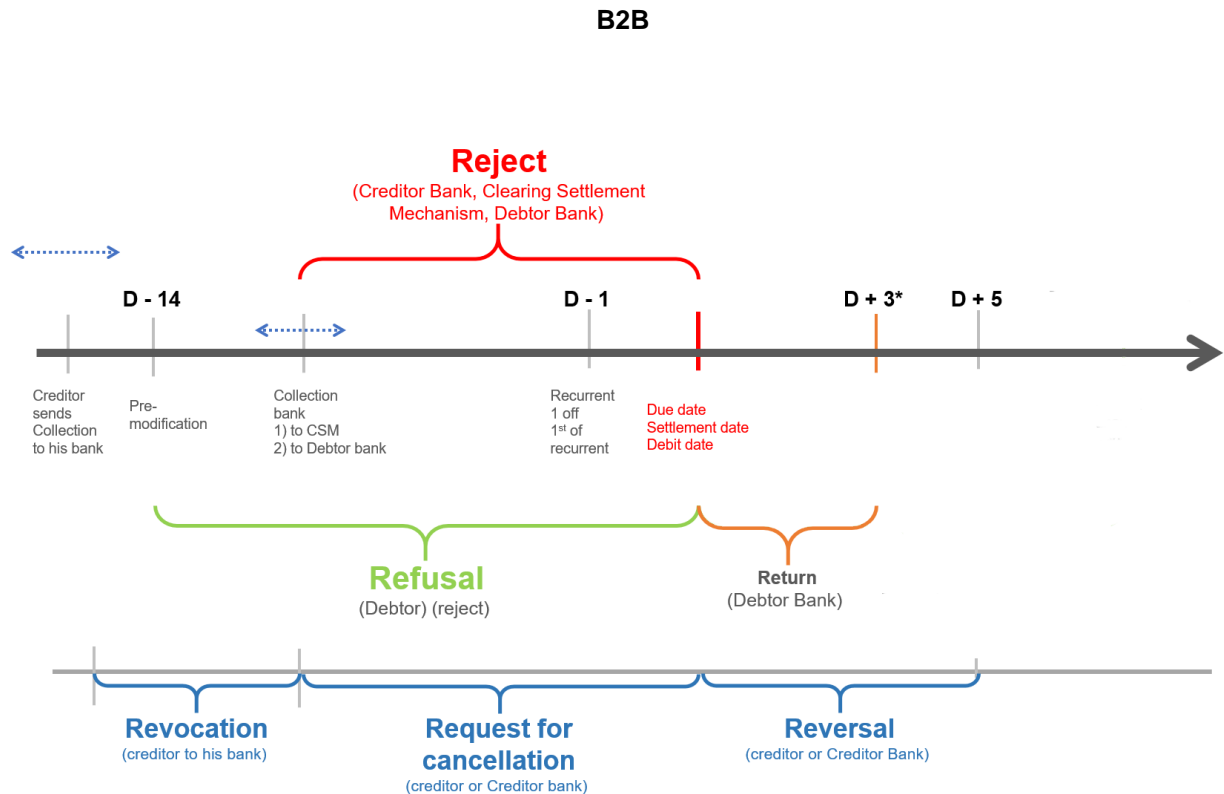 B2B
Reject
(Creditor Bank, Clearing Settlement
Mechanism, Debtor Bank)
D - 14
D - 1
D + 3*
D + 5
Creditor
sends
Collection
to his bank
Pre-
modification
Collection
bank
1) to CSM
2) to Debtor bank
Recurrent
1 off
1st of
recurrent
Due date
Settlement date
Debit date
Refusal
(Debtor) (reject)
Return
(Debtor Bank)
Revocation
(creditor to his bank)
Request for
cancellation
(creditor or Creditor bank)
Reversal
(creditor or Creditor Bank)